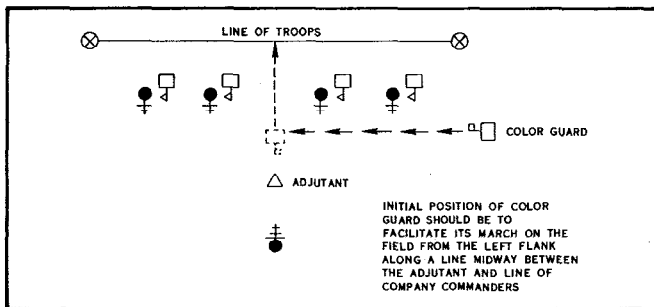 LINE OF TROOPS
COLOR GUARD
ADJUTANT
INITIAL POSITION OF COLOR
GUARD SHOULD BE TO
FACILITATE ITS MARCH ON THE
FIELD FROM THE LEFT FLANK
ALONG A LINE MIDWAY BETWEEN
THE ADJUTANT AND LINE OF
COMPANY COMMANDERS